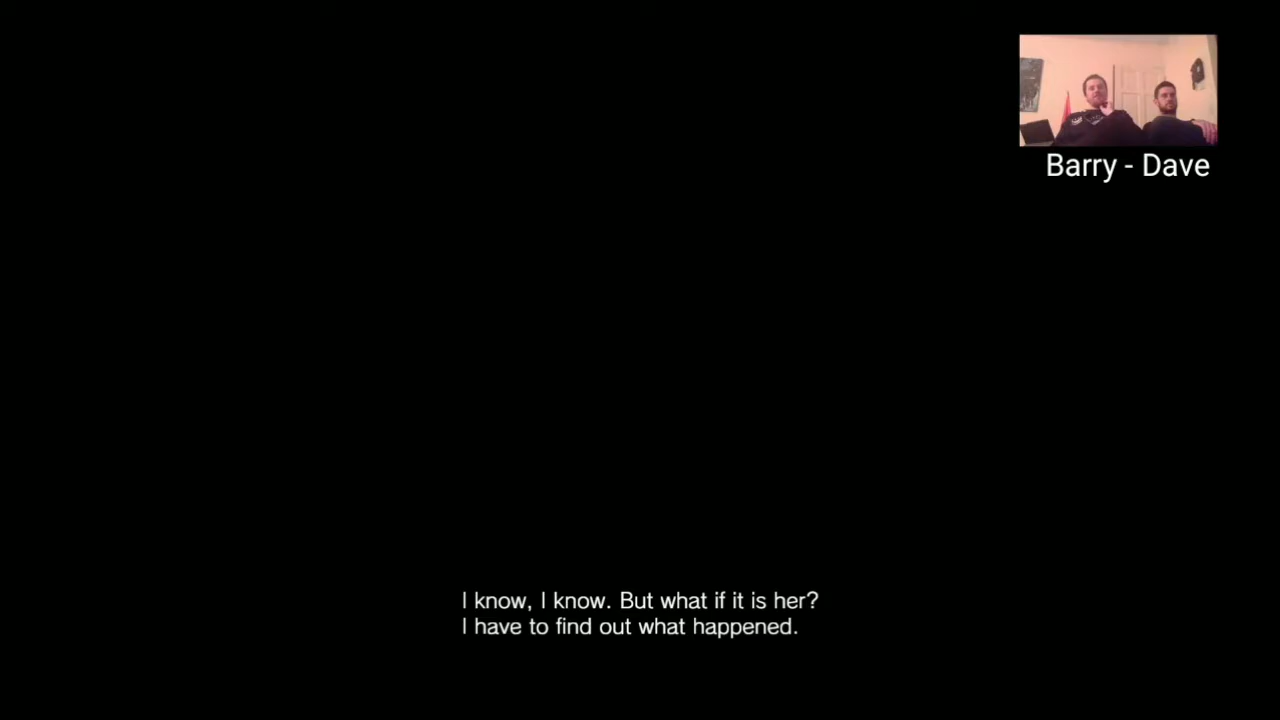 Barry - Dave
I know, I know. But what if it is her?
I have to find out what happened.